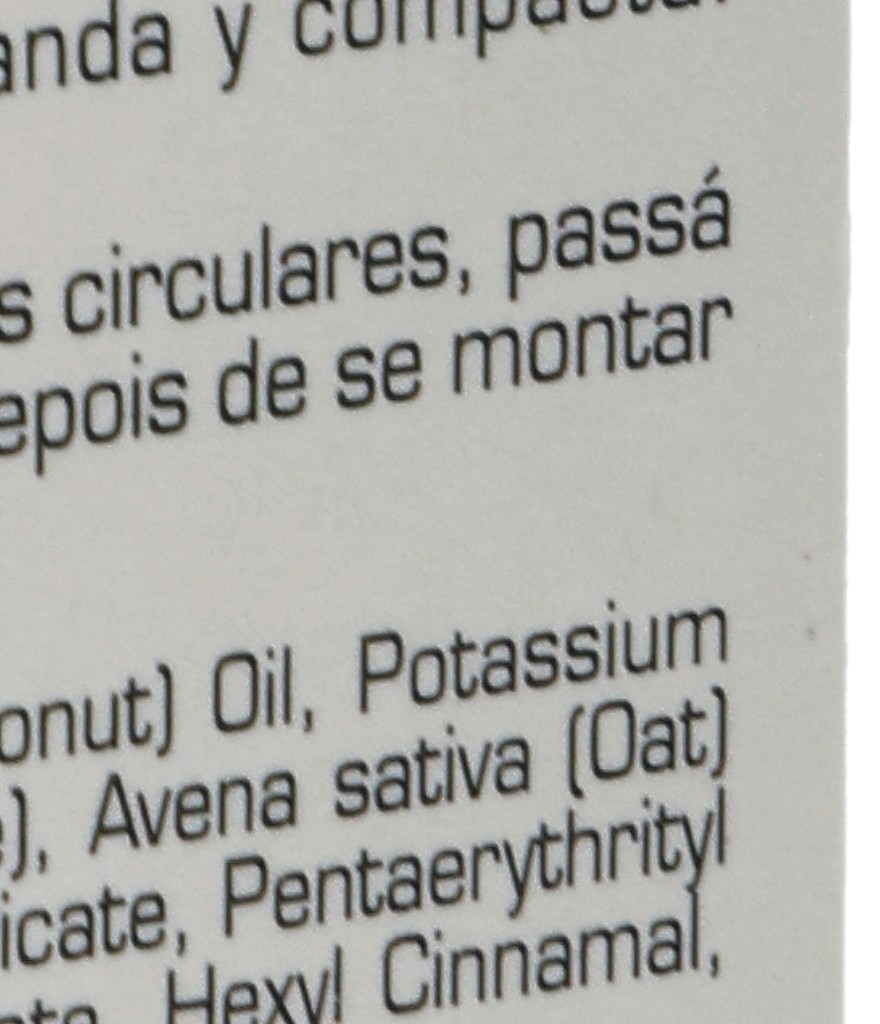 anda y compacta.
s circulares, passá
epois de se montar
onut) Oil, Potassium
e), Avena sativa (Oat)
icate, Pentaerythrityl
Hexyl Cinnamal,